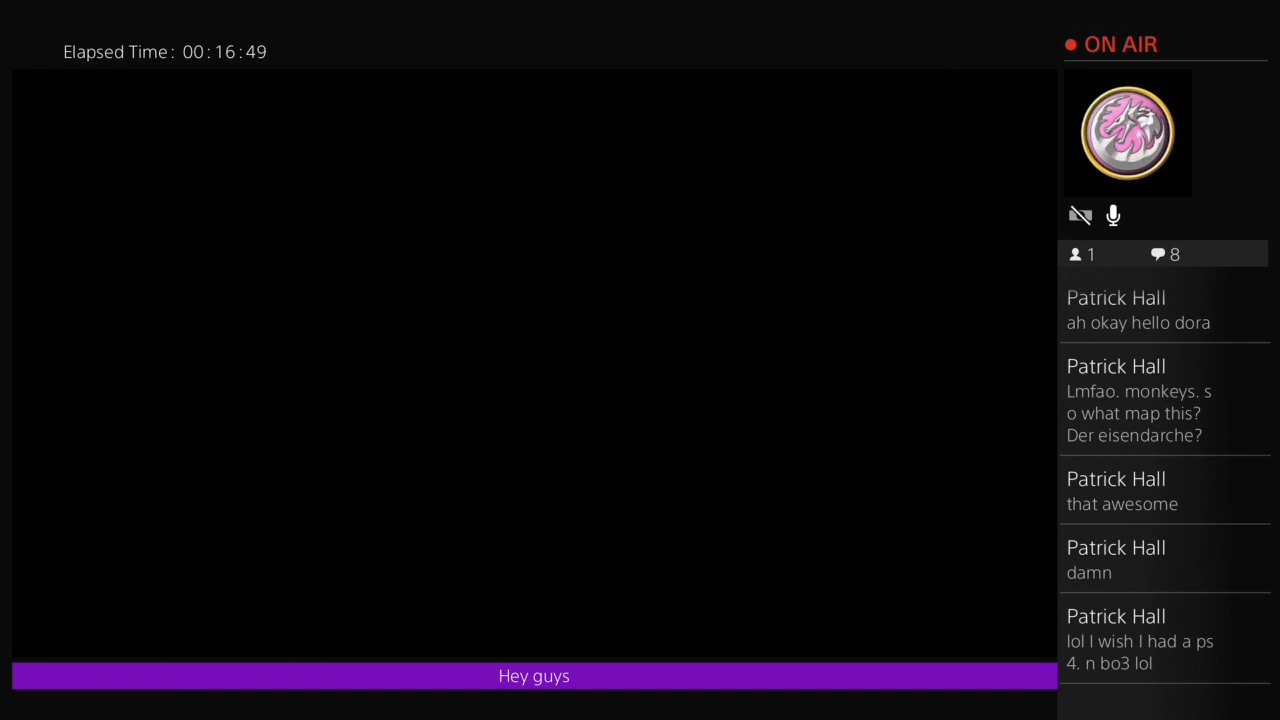 Elapsed Time: 00:16:49
ON AIR
1
8
Patrick Hall
ah okay hello dora
Patrick Hall
Lmfao. monkeys. s
o what map this?
Der eisendarche?
Patrick Hall
that awesome
Patrick Hall
damn
Patrick Hall
lol I wish I had a ps
4. n bo3 lol
Hey guys